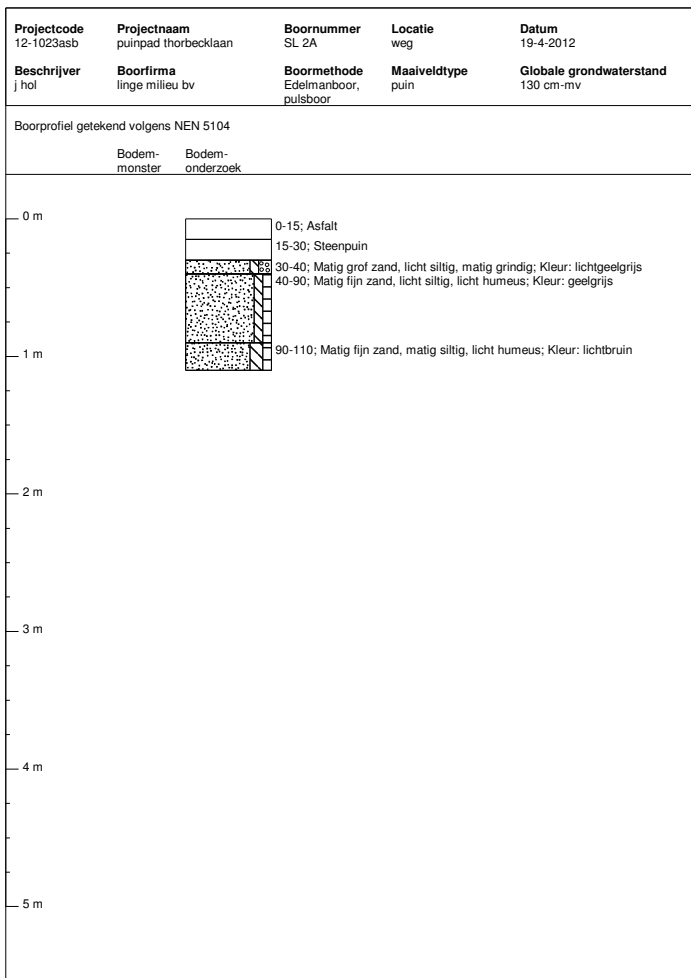 Projectcode Projectnaam Boornummer Locatie Datum
12-1023asb puinpad thorbecklaan SL 2A weg 19-4-2012
Beschrijver Boorfirma Boormethode Maaiveldtype Globale grondwaterstand
j hol linge milieu bv Edelmanboor, puin 130 cm-mv
pulsboor
Boorprofiel getekend volgens NEN 5104
Bodem- Bodem-
monster onderzoek
0 m
0-15; Asfalt
15-30; Steenpuin
30-40; Matig grof zand, licht siltig, matig grindig; Kleur: lichtgeelgrijs
40-90; Matig fijn zand, licht siltig, licht humeus; Kleur: geelgrijs
90-110; Matig fijn zand, matig siltig, licht humeus; Kleur: lichtbruin
1 m
2 m
3 m
4 m
5 m